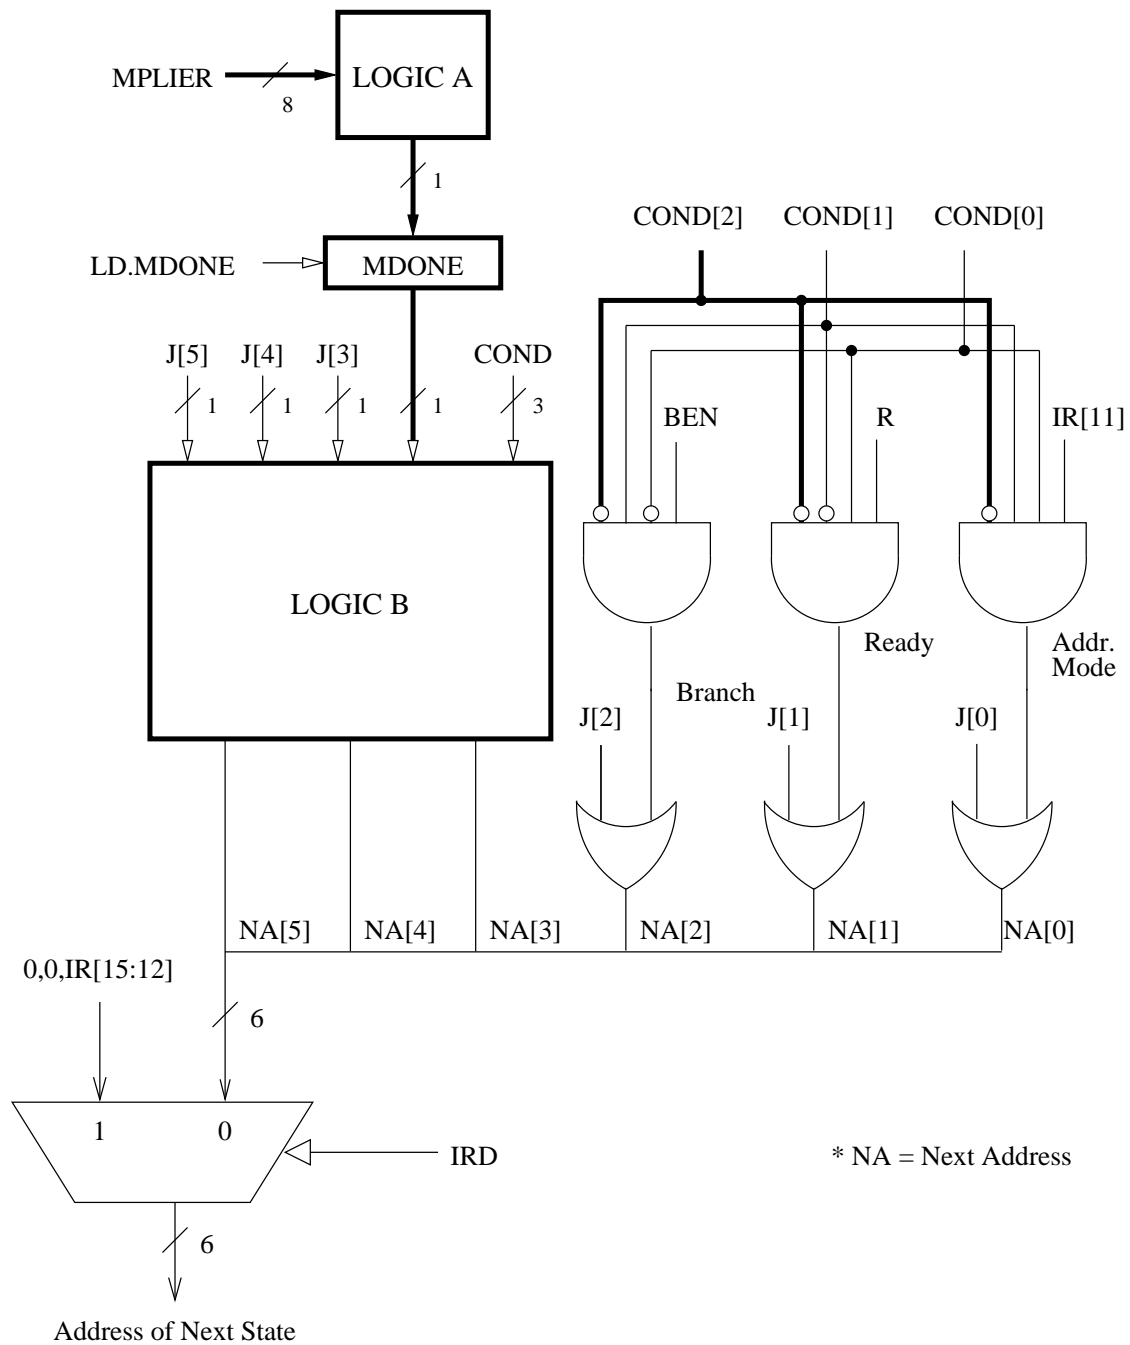 MPLIER
8
LOGIC A
1
COND[2] COND[1] COND[0]
LD.MDONE
MDONE
J[5] J[4] J[3] COND
1 1 1 1 3
BEN R IR[11]
LOGIC B
Ready
Addr.
Mode
Branch
J[2] J[1] J[0]
NA[5] NA[4] NA[3] NA[2] NA[1] NA[0]
0,0,IR[15:12]
6
1 0
IRD
* NA = Next Address
6
Address of Next State